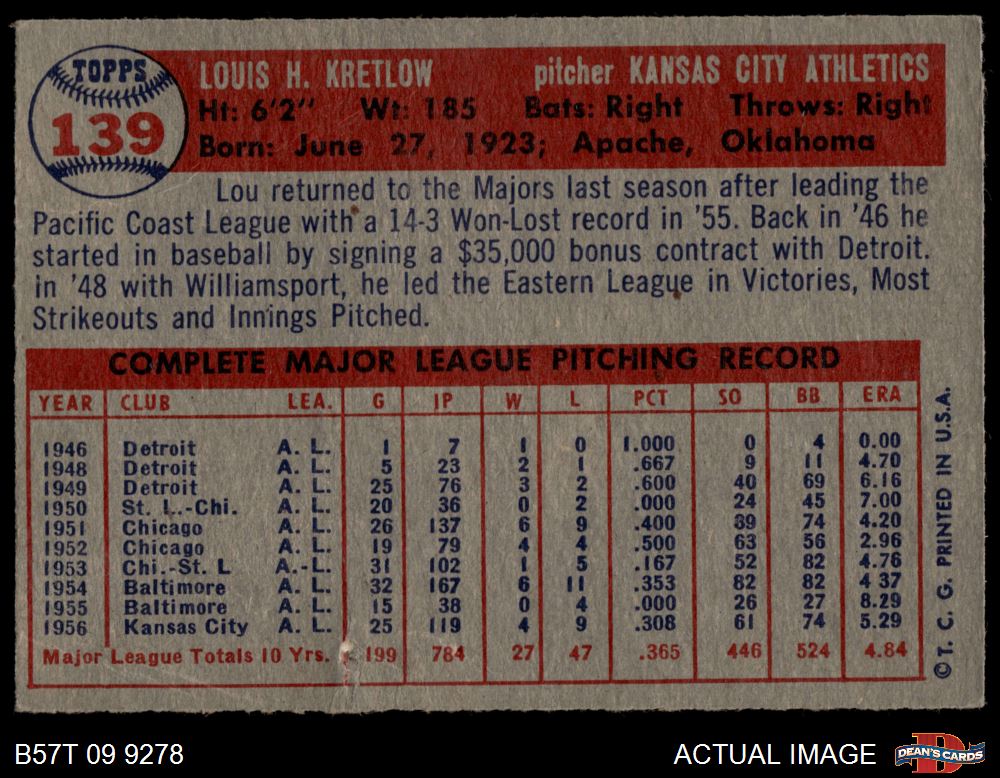 TOPPS
139
LOUIS H. KRETLOW pitcher KANSAS CITY ATHLETICS
Ht: 6'2" Wt: 185 Bats: Right Throws: Right
Born: June 27, 1923; Apache, Oklahoma
Lou returned to the Majors last season after leading the
Pacific Coast League with a 14-3 Won-Lost record in '55. Back in '46 he
started in baseball by signing a $35,000 bonus contract with Detroit.
in '48 with Williamsport, he led the Eastern League in Victories, Most
Strikeouts and Innings Pitched.
COMPLETE MAJOR LEAGUE PITCHING RECORD
YEAR CLUB LEA. G IP W L PCT SO BB ERA
1946 Detroit A. L. 1 7 1 0 1.000 0 4 0.00
1948 Detroit A. L. 5 23 2 1 .667 9 11 4.70
1949 Detroit A. L. 25 76 3 2 .600 40 69 6.16
1950 St. L.-Chi. A. L. 20 36 0 2 .000 24 45 7.00
1951 Chicago A. L. 26 137 6 9 .400 89 74 4.20
1952 Chicago A. L. 19 79 4 4 .500 63 56 2.96
1953 Chi.-St. L A.-L. 31 102 1 5 .167 52 82 4.76
1954 Baltimore A. L. 32 167 6 11 .353 82 82 4 37
1955 Baltimore A. L. 15 38 0 4 .000 26 27 8.29
1956 Kansas City A. L. 25 119 4 9 .308 61 74 5.29
Major League Totals 10 Yrs. 199 784 27 47 .365 446 524 4.84
© T. C. G. PRINTED IN U.S.A.
B57T 09 9278 ACTUAL IMAGE DEAN'S CARDS